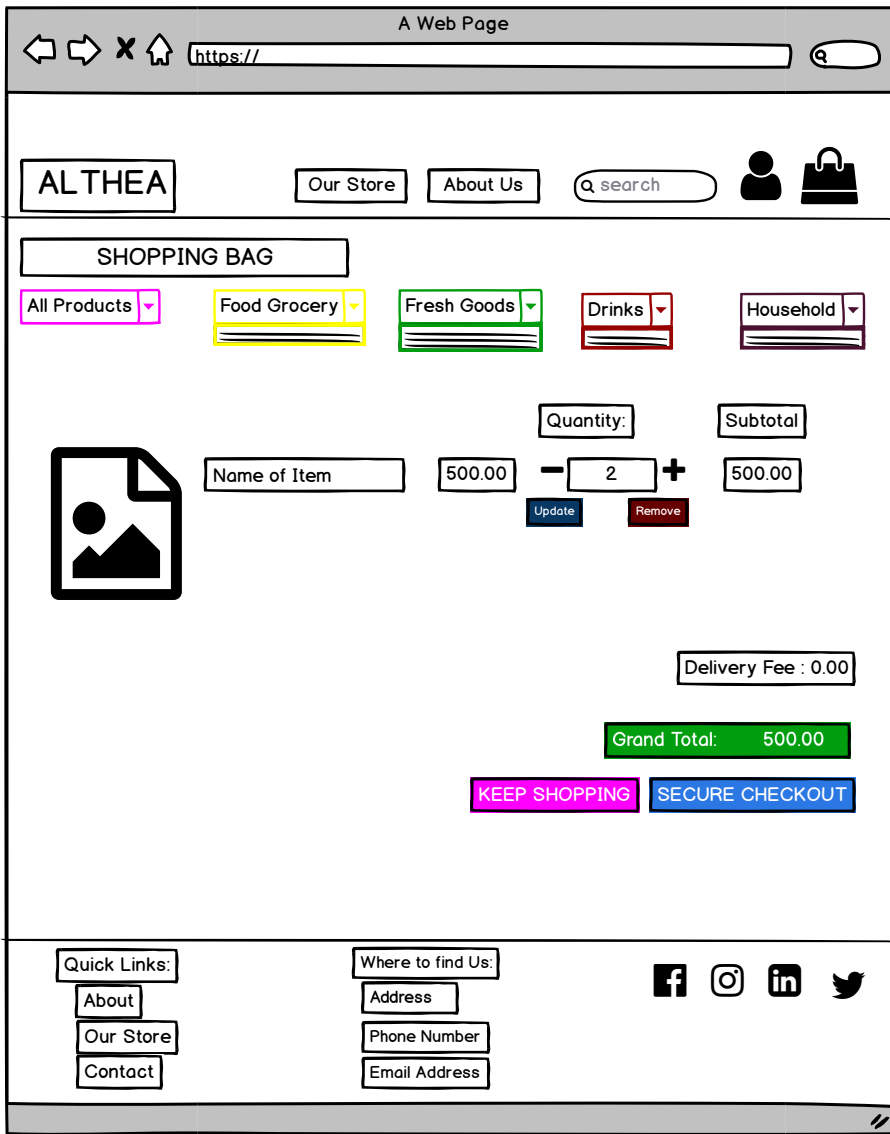 A Web Page
https://
ALTHEA
Our Store
About Us
search
SHOPPING BAG
All Products
Food Grocery
Fresh Goods
Drinks
Household
Quantity:
Subtotal
Name of Item
500.00
2
500.00
Update
Remove
Delivery Fee : 0.00
Grand Total: 500.00
KEEP SHOPPING
SECURE CHECKOUT
Quick Links:
About
Our Store
Contact
Where to find Us:
Address
Phone Number
Email Address